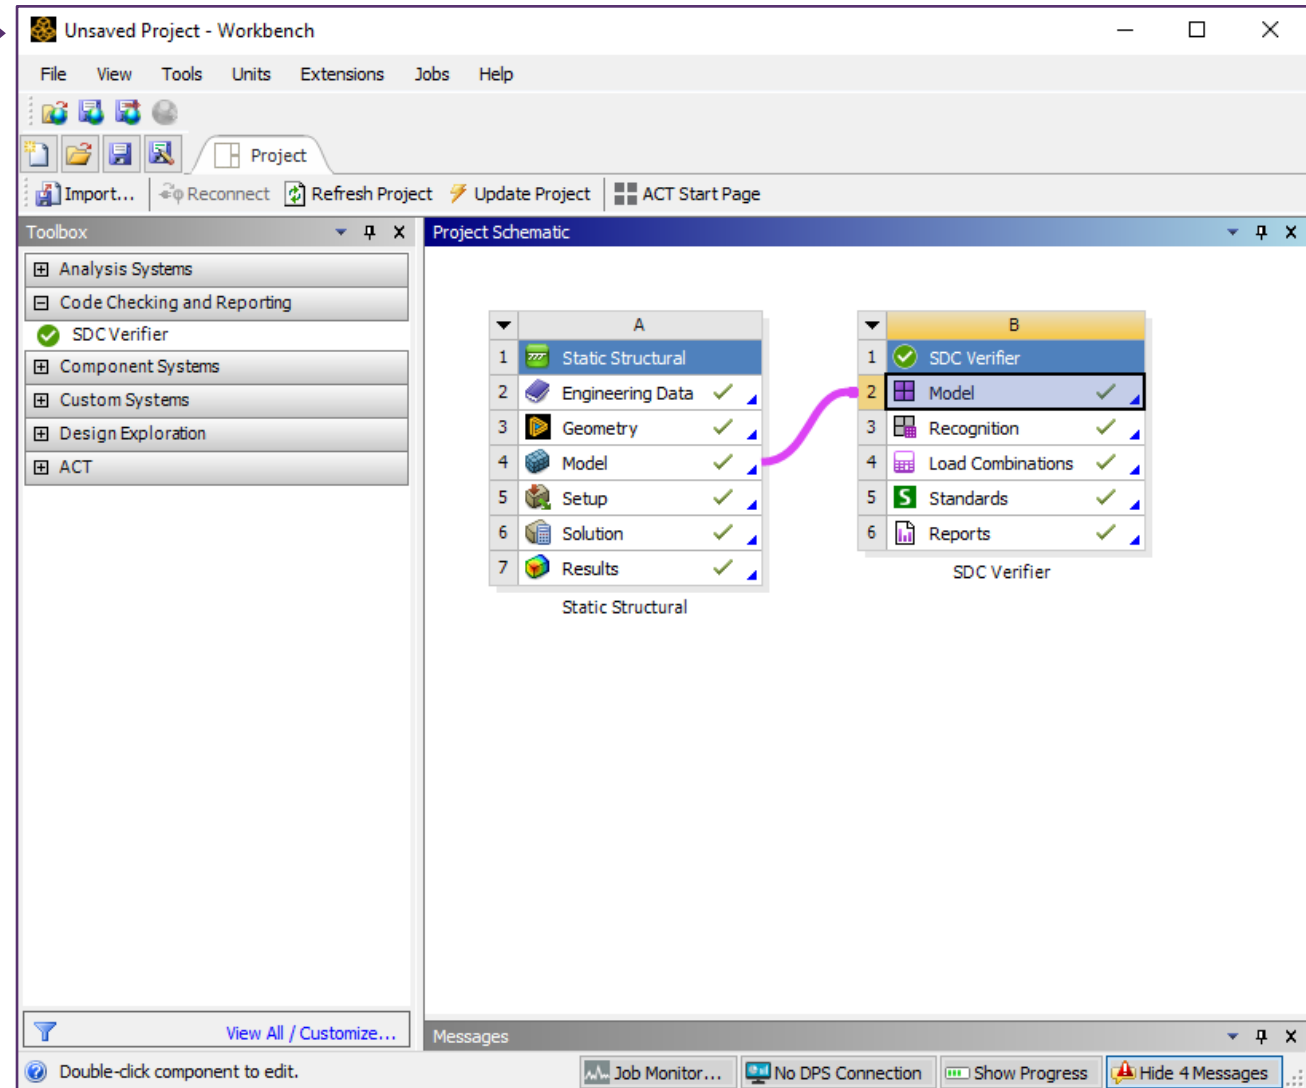 Unsaved Project - Workbench
File View Tools Units Extensions Jobs Help
Project
Import... Reconnect Refresh Project Update Project ACT Start Page
Toolbox
Analysis Systems
Code Checking and Reporting
SDC Verifier
Component Systems
Custom Systems
Design Exploration
ACT
View All / Customize...
Project Schematic
A
1 Static Structural
2 Engineering Data
3 Geometry
4 Model
5 Setup
6 Solution
7 Results
Static Structural
B
1 SDC Verifier
2 Model
3 Recognition
4 Load Combinations
5 S Standards
6 Reports
SDC Verifier
Messages
Double-click component to edit.
Job Monitor... No DPS Connection Show Progress Hide 4 Messages